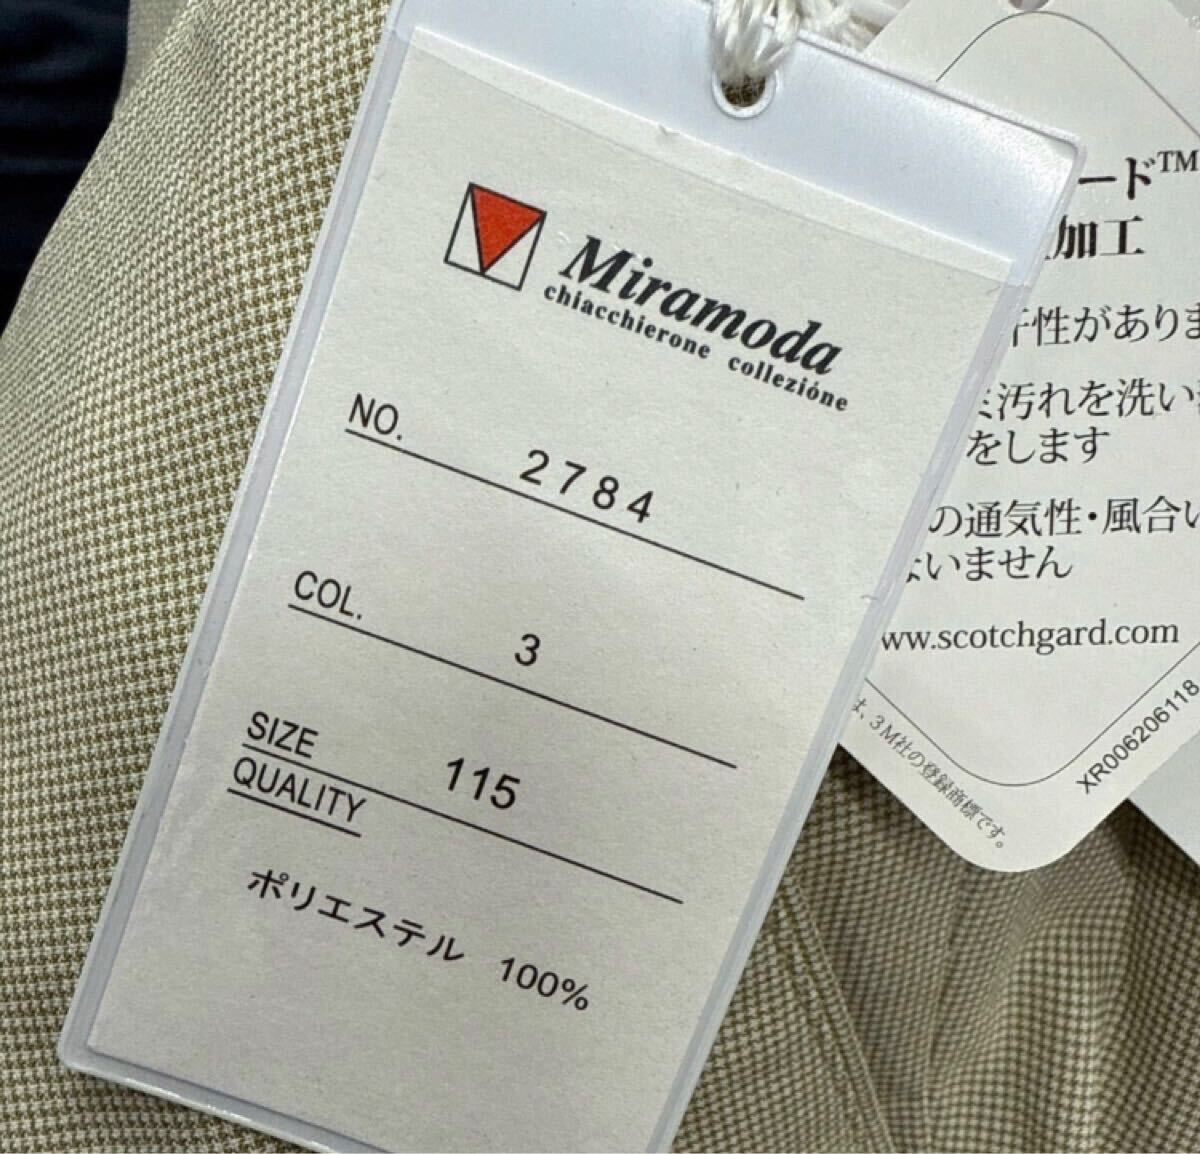 Miramoda
chiacchierone collezióne
NO.
2784
COL.
3
SIZE
115
QUALITY
ポリエステル 100%
ード™
加工
性がありま
汚れを洗い
をします
の通気性・風合い
いません
ww.scotchgard.com
は、3M社の登録商標です。
XR006206118